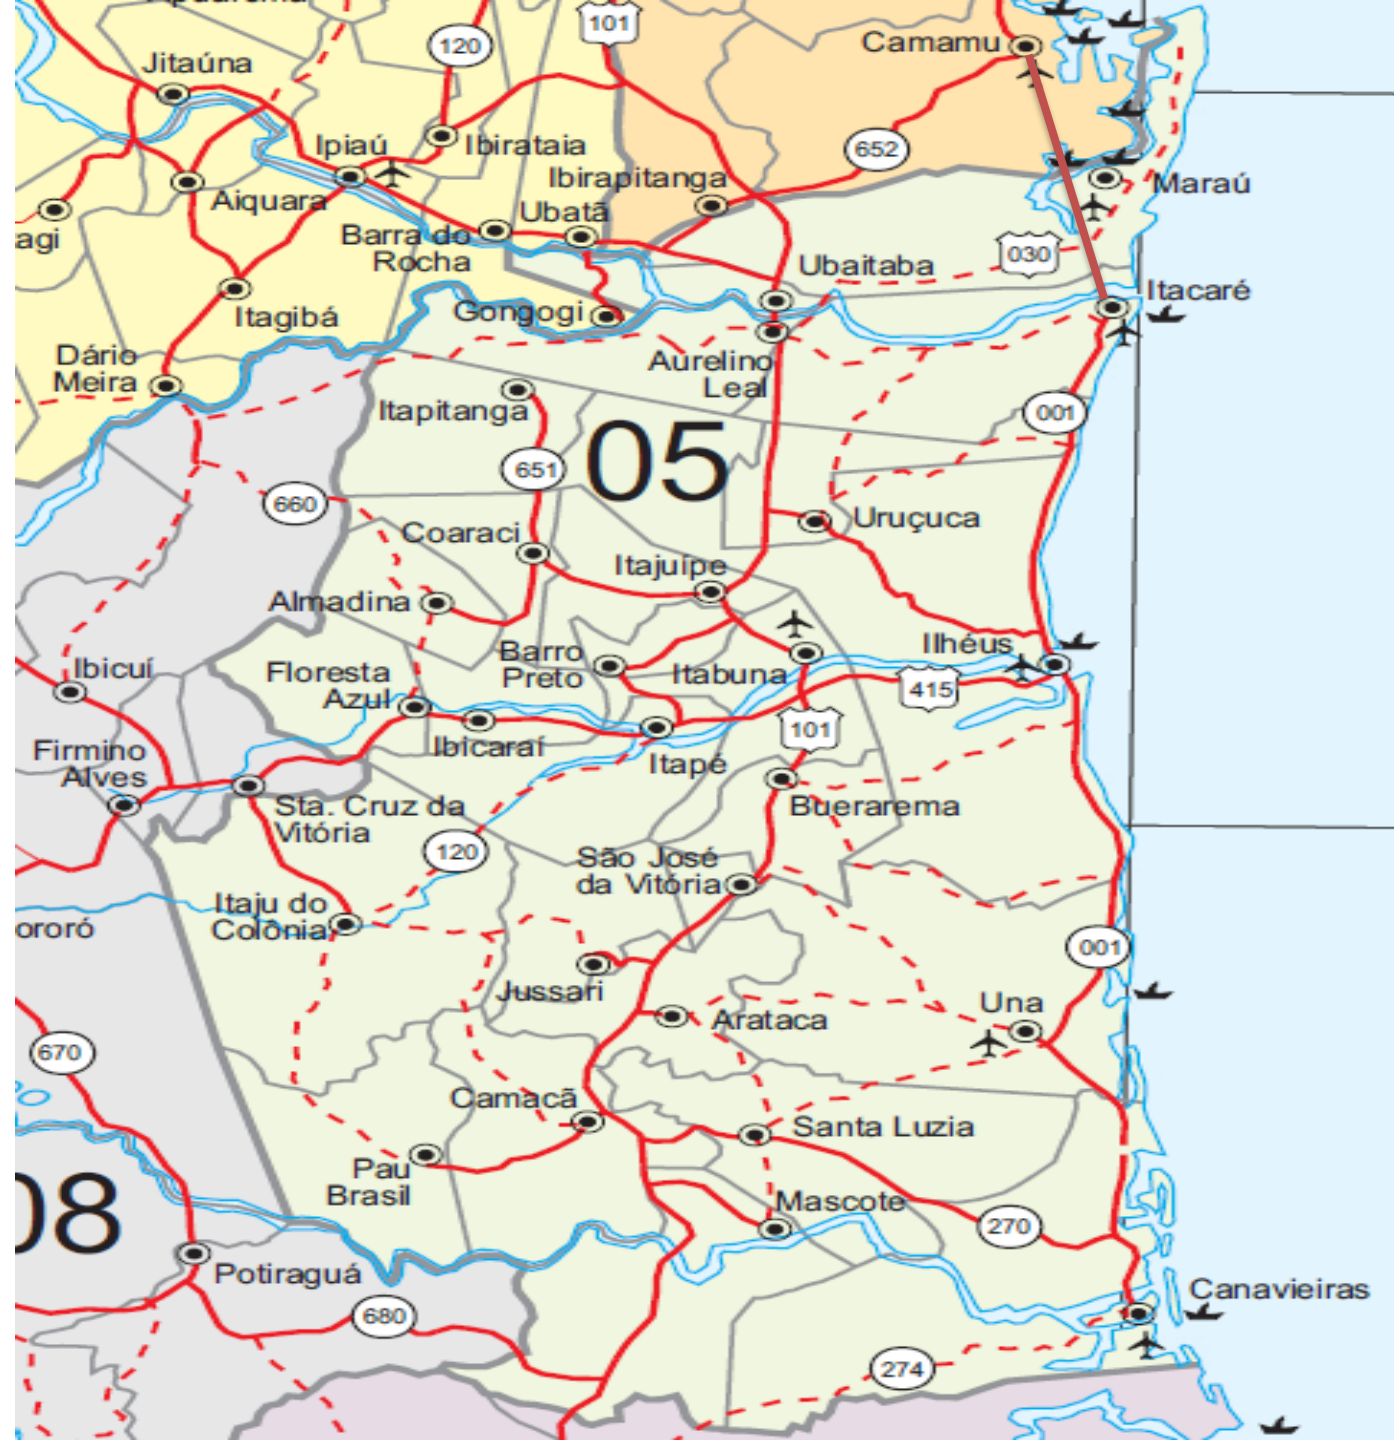 101
120
Camamu
Jitaúna
Ipiaú
Ibirataia
652
Ibirapitanga
Maraú
Aiquara
Ubatã
agi
Barra do
Rocha
030
Ubaitaba
Itacaré
Itagibá
Gongogi
Dário
Meira
Aurelino
Leal
Itapitanga
001
05
651
660
Uruçuca
Coaraci
Itajuípe
Almadina
Ilhéus
Barro
Preto
Ibicuí
Floresta
Azul
Itabuna
415
101
Ibicaraí
Firmino
Alves
Itapé
Sta. Cruz da
Vitória
Buerarema
120
São José
da Vitória
Itaju do
Colônia
ororó
001
Jussari
Una
Arataca
670
Camacã
Santa Luzia
Pau
Brasil
08
Mascote
270
Potiraguá
Canavieiras
680
274